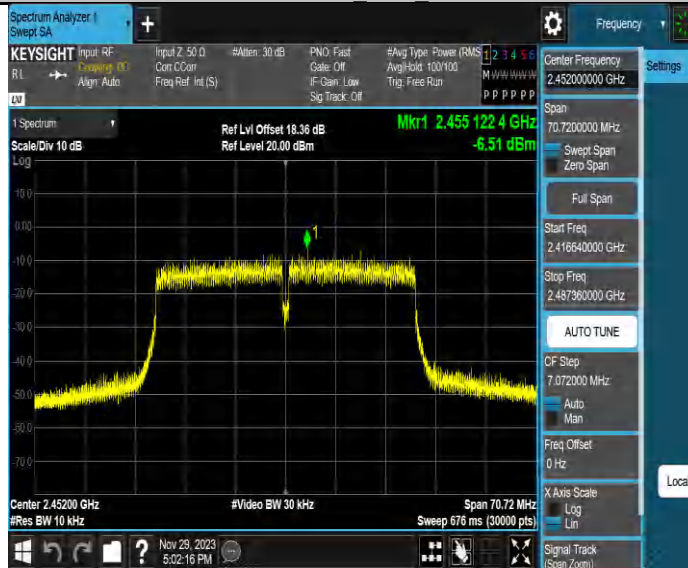 Spectrum Analyzer 1
Swept SA
+
Frequency
KEYSIGHT
RL
Input: RF
Coupling: DC
Align: Auto
Input Z: 50 Ω
Corr CCorr
Freq Ref: Int (S)
#Atten: 30 dB
PNO: Fast
Gate: Off
IF Gain: Low
Sig Track: Off
#Avg Type: Power (RMS
Avg|Hold: 100/100
Trig: Free Run
1 2 3 4 5 6
M W W W W W
P P P P P P
LXI
1 Spectrum
Scale/Div 10 dB
Log
Ref Lvl Offset 18.36 dB
Ref Level 20.00 dBm
Mkr1 2.455 122 4 GHz
-6.51 dBm
10.0
0.00
-10.0
-20.0
-30.0
-40.0
-50.0
-60.0
-70.0
1
Center 2.45200 GHz
#Res BW 10 kHz
#Video BW 30 kHz
Span 70.72 MHz
Sweep 676 ms (30000 pts)
Center Frequency
2.452000000 GHz
Settings
Span
70.7200000 MHz
Swept Span
Zero Span
Full Span
Start Freq
2.416640000 GHz
Stop Freq
2.487360000 GHz
AUTO TUNE
CF Step
7.072000 MHz
Auto
Man
Freq Offset
0 Hz
X Axis Scale
Log
Lin
Loca
Signal Track
(Span Zoom)
?
Nov 29, 2023
5:02:16 PM